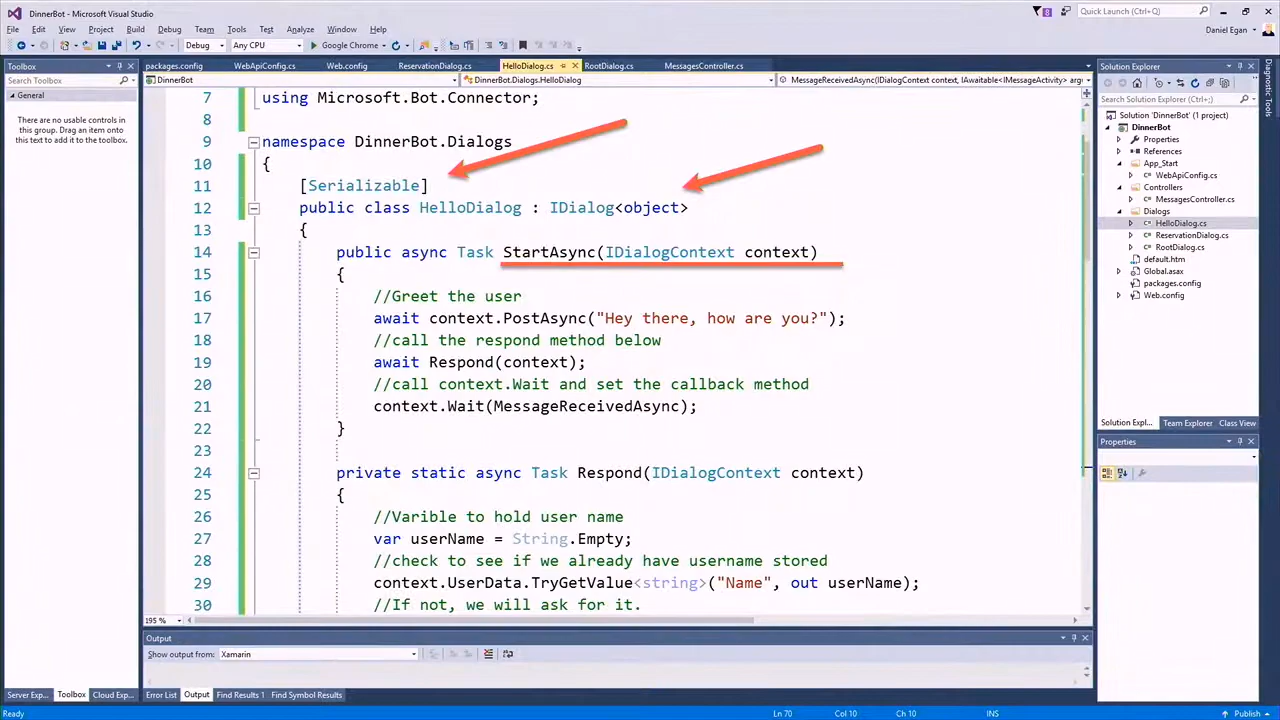 DinnerBot - Microsoft Visual Studio
8
Quick Launch (Ctrl+Q)
File Edit View Project Build Debug Team Tools Test Analyze Window Help
Daniel Egan
Debug Any CPU Google Chrome
Toolbox
Search Toolbox
General
There are no usable controls in
this group. Drag an item onto
this text to add it to the toolbox.
packages.config WebApiConfig.cs Web.config ReservationDialog.cs HelloDialog.cs RootDialog.cs MessagesController.cs
DinnerBot DinnerBot.Dialogs.HelloDialog MessageReceivedAsync(IDialogContext context, IAwaitable<IMessageActivity> argu
7 using Microsoft.Bot.Connector;
8
9 namespace DinnerBot.Dialogs
10 {
11 [Serializable]
12 public class HelloDialog : IDialog<object>
13 {
14 public async Task StartAsync(IDialogContext context)
15 {
16 //Greet the user
17 await context.PostAsync("Hey there, how are you?");
18 //call the respond method below
19 await Respond(context);
20 //call context.Wait and set the callback method
21 context.Wait(MessageReceivedAsync);
22 }
23
24 private static async Task Respond(IDialogContext context)
25 {
26 //Varible to hold user name
27 var userName = String.Empty;
28 //check to see if we already have username stored
29 context.UserData.TryGetValue<string>("Name", out userName);
30 //If not, we will ask for it.
195 %
Output
Show output from: Xamarin
Server Exp... Toolbox Cloud Exp... Error List Output Find Results 1 Find Symbol Results
Solution Explorer
Search Solution Explorer (Ctrl+;)
Solution 'DinnerBot' (1 project)
DinnerBot
Properties
References
App_Start
WebApiConfig.cs
Controllers
MessagesController.cs
Dialogs
HelloDialog.cs
ReservationDialog.cs
RootDialog.cs
default.htm
Global.asax
packages.config
Web.config
Solution Expl... Team Explorer Class View
Properties
Diagnostic Tools
Ready Ln 70 Col 10 Ch 10 INS Publish